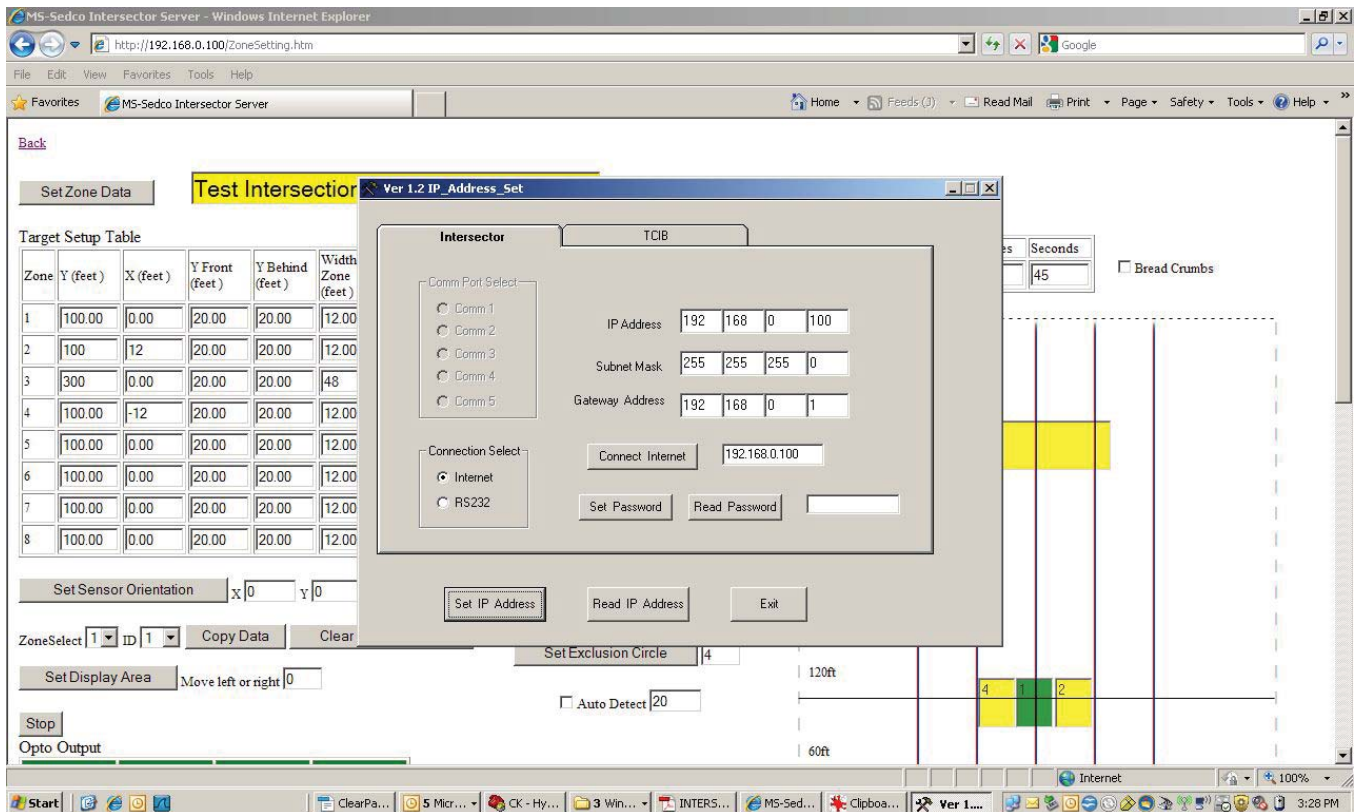 MS-Sedco Intersector Server - Windows Internet Explorer
http://192.168.0.100/ZoneSetting.htm
Google
File Edit View Favorites Tools Help
Favorites MS-Sedco Intersector Server
Home Feeds (J) Read Mail Print Page Safety Tools Help »
Back
Set Zone Data
Test Intersection
Target Setup Table
Zone Y (feet) X (feet) Y Front (feet) Y Behind (feet) Width Zone (feet)
1 100.00 0.00 20.00 20.00 12.00
2 100 12 20.00 20.00 12.00
3 300 0.00 20.00 20.00 48
4 100.00 -12 20.00 20.00 12.00
5 100.00 0.00 20.00 20.00 12.00
6 100.00 0.00 20.00 20.00 12.00
7 100.00 0.00 20.00 20.00 12.00
8 100.00 0.00 20.00 20.00 12.00
Set Sensor Orientation X 0 Y 0
ZoneSelect 1 ID 1 Copy Data Clear
Set Display Area Move left or right 0
Stop
Opto Output
Ver 1.2 IP_Address_Set
Intersector TCIB
Comm Port Select
Comm 1
Comm 2
Comm 3
Comm 4
Comm 5
IP Address 192 168 0 100
Subnet Mask 255 255 255 0
Gateway Address 192 168 0 1
Connection Select
Internet
RS232
Connect Internet 192.168.0.100
Set Password Read Password
Set IP Address Read IP Address Exit
Set Exclusion Circle 4
Auto Detect 20
es Seconds
45
Bread Crumbs
120ft
4 1 2
60ft
Internet 100%
Start ClearPa... 5 Micr... CK - Hy... 3 Win... INTERS... MS-Sed... Clipboa... Ver 1.... 3:28 PM